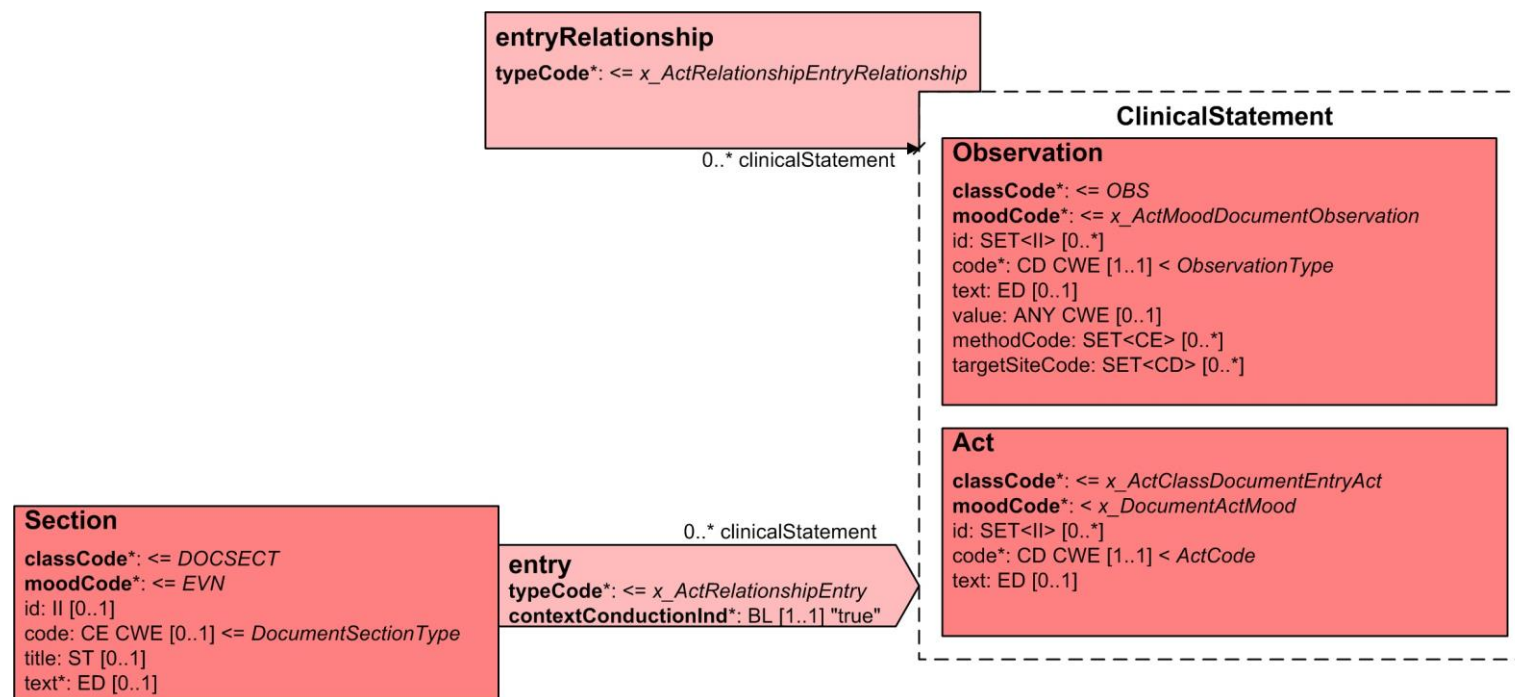 entryRelationship
typeCode*: <= x_ActRelationshipEntryRelationship
0..* clinicalStatement
ClinicalStatement
Observation
classCode*: <= OBS
moodCode*: <= x_ActMoodDocumentObservation
id: SET<II> [0..*]
code*: CD CWE [1..1] < ObservationType
text: ED [0..1]
value: ANY CWE [0..1]
methodCode: SET<CE> [0..*]
targetSiteCode: SET<CD> [0..*]
Act
classCode*: <= x_ActClassDocumentEntryAct
moodCode*: < x_DocumentActMood
id: SET<II> [0..*]
code*: CD CWE [1..1] < ActCode
text: ED [0..1]
Section
classCode*: <= DOCSECT
moodCode*: <= EVN
id: II [0..1]
code: CE CWE [0..1] <= DocumentSectionType
title: ST [0..1]
text*: ED [0..1]
0..* clinicalStatement
entry
typeCode*: <= x_ActRelationshipEntry
contextConductionInd*: BL [1..1] "true"